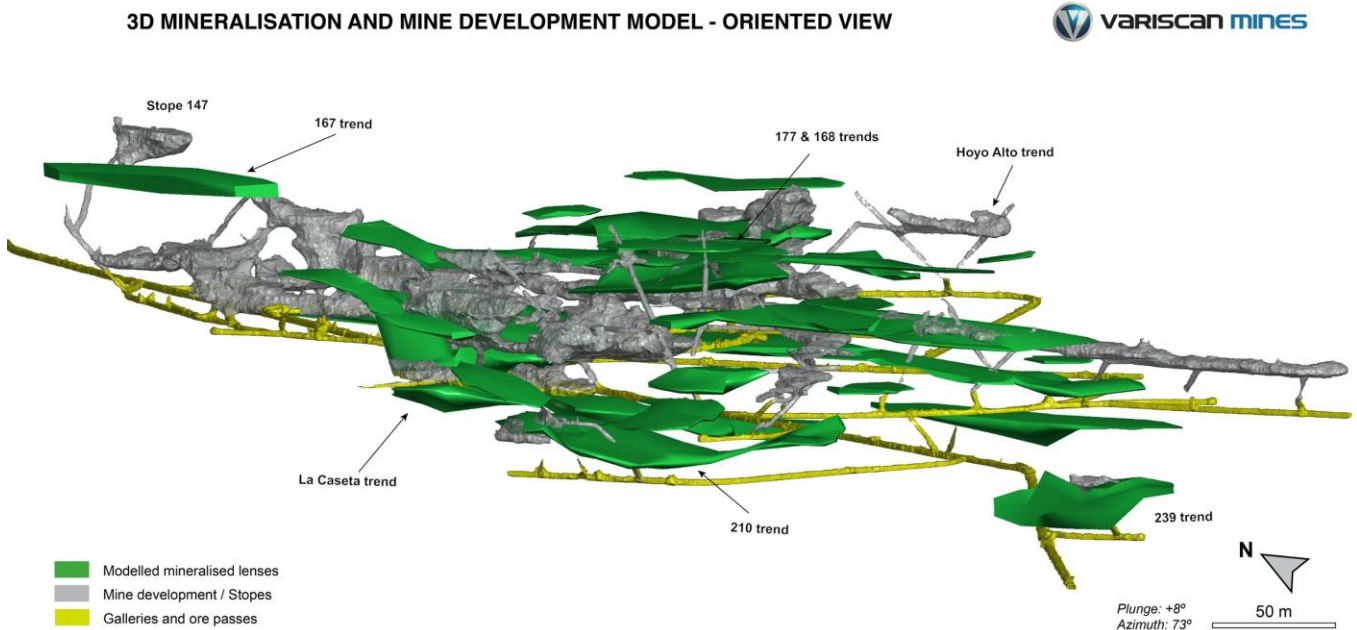 3D MINERALISATION AND MINE DEVELOPMENT MODEL - ORIENTED VIEW
VARISCAN MINES
Stope 147
167 trend
177 & 168 trends
Hoyo Alto trend
La Caseta trend
210 trend
239 trend
Modelled mineralised lenses
Mine development / Stopes
Galleries and ore passes
N
Plunge: +8º
Azimuth: 73º
50 m